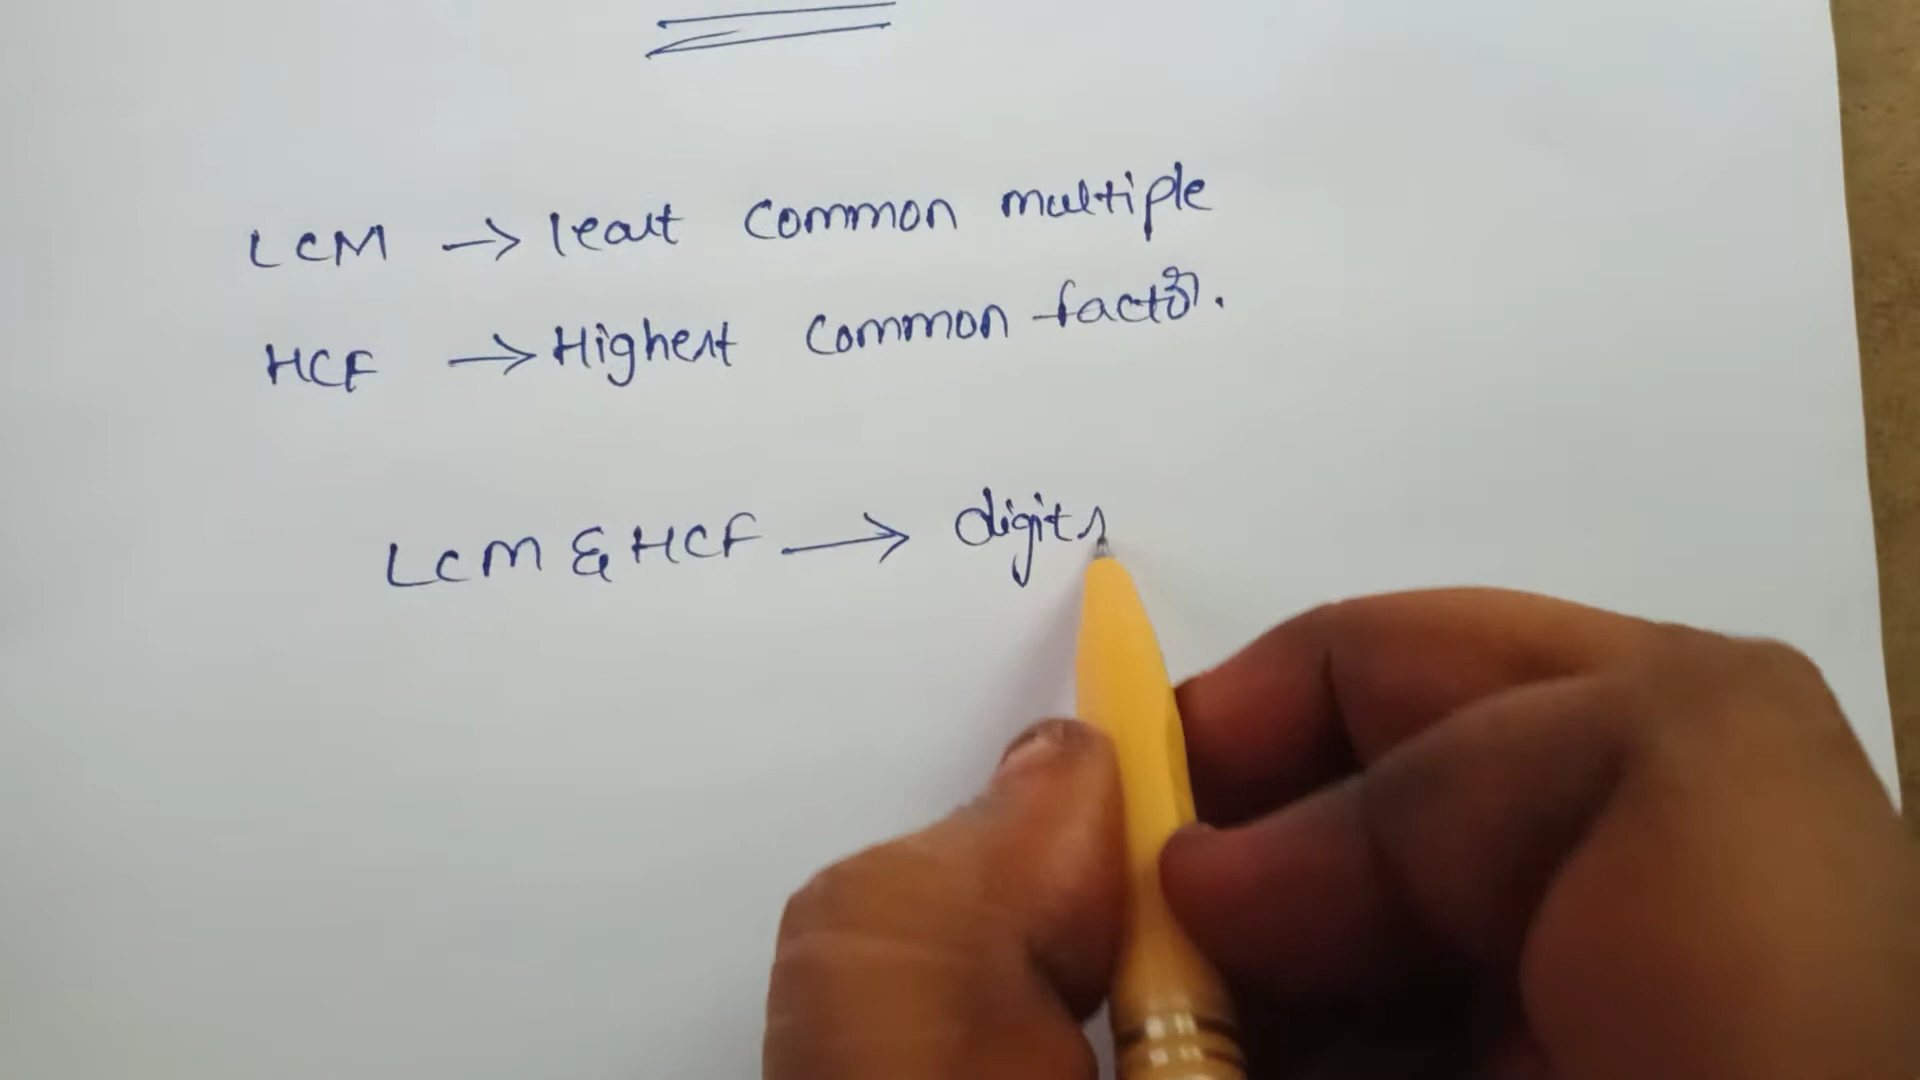 LCM → least common multiple
HCF → Highest common factor.
LCM & HCF → digits